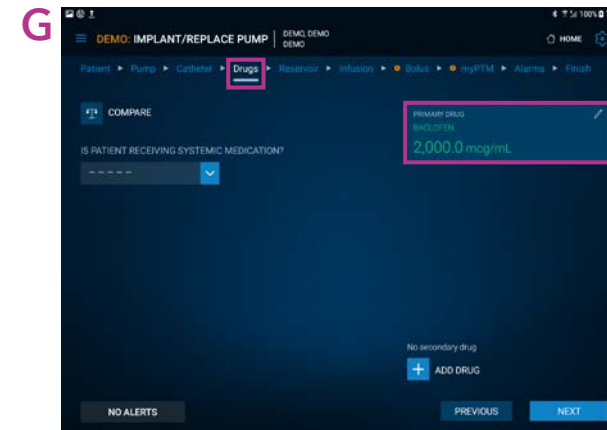 G
100%
DEMO: IMPLANT/REPLACE PUMP
DEMO, DEMO
DEMO
HOME
Patient ▸ Pump ▸ Catheter ▸ Drugs ▸ Reservoir ▸ Infusion ▸ Bolus ▸ myPTM ▸ Alarms ▸ Finish
COMPARE
PRIMARY DRUG
BACLOFEN
2,000.0 mcg/mL
IS PATIENT RECEIVING SYSTEMIC MEDICATION?
- - - - -
No secondary drug
+ ADD DRUG
NO ALERTS
PREVIOUS
NEXT